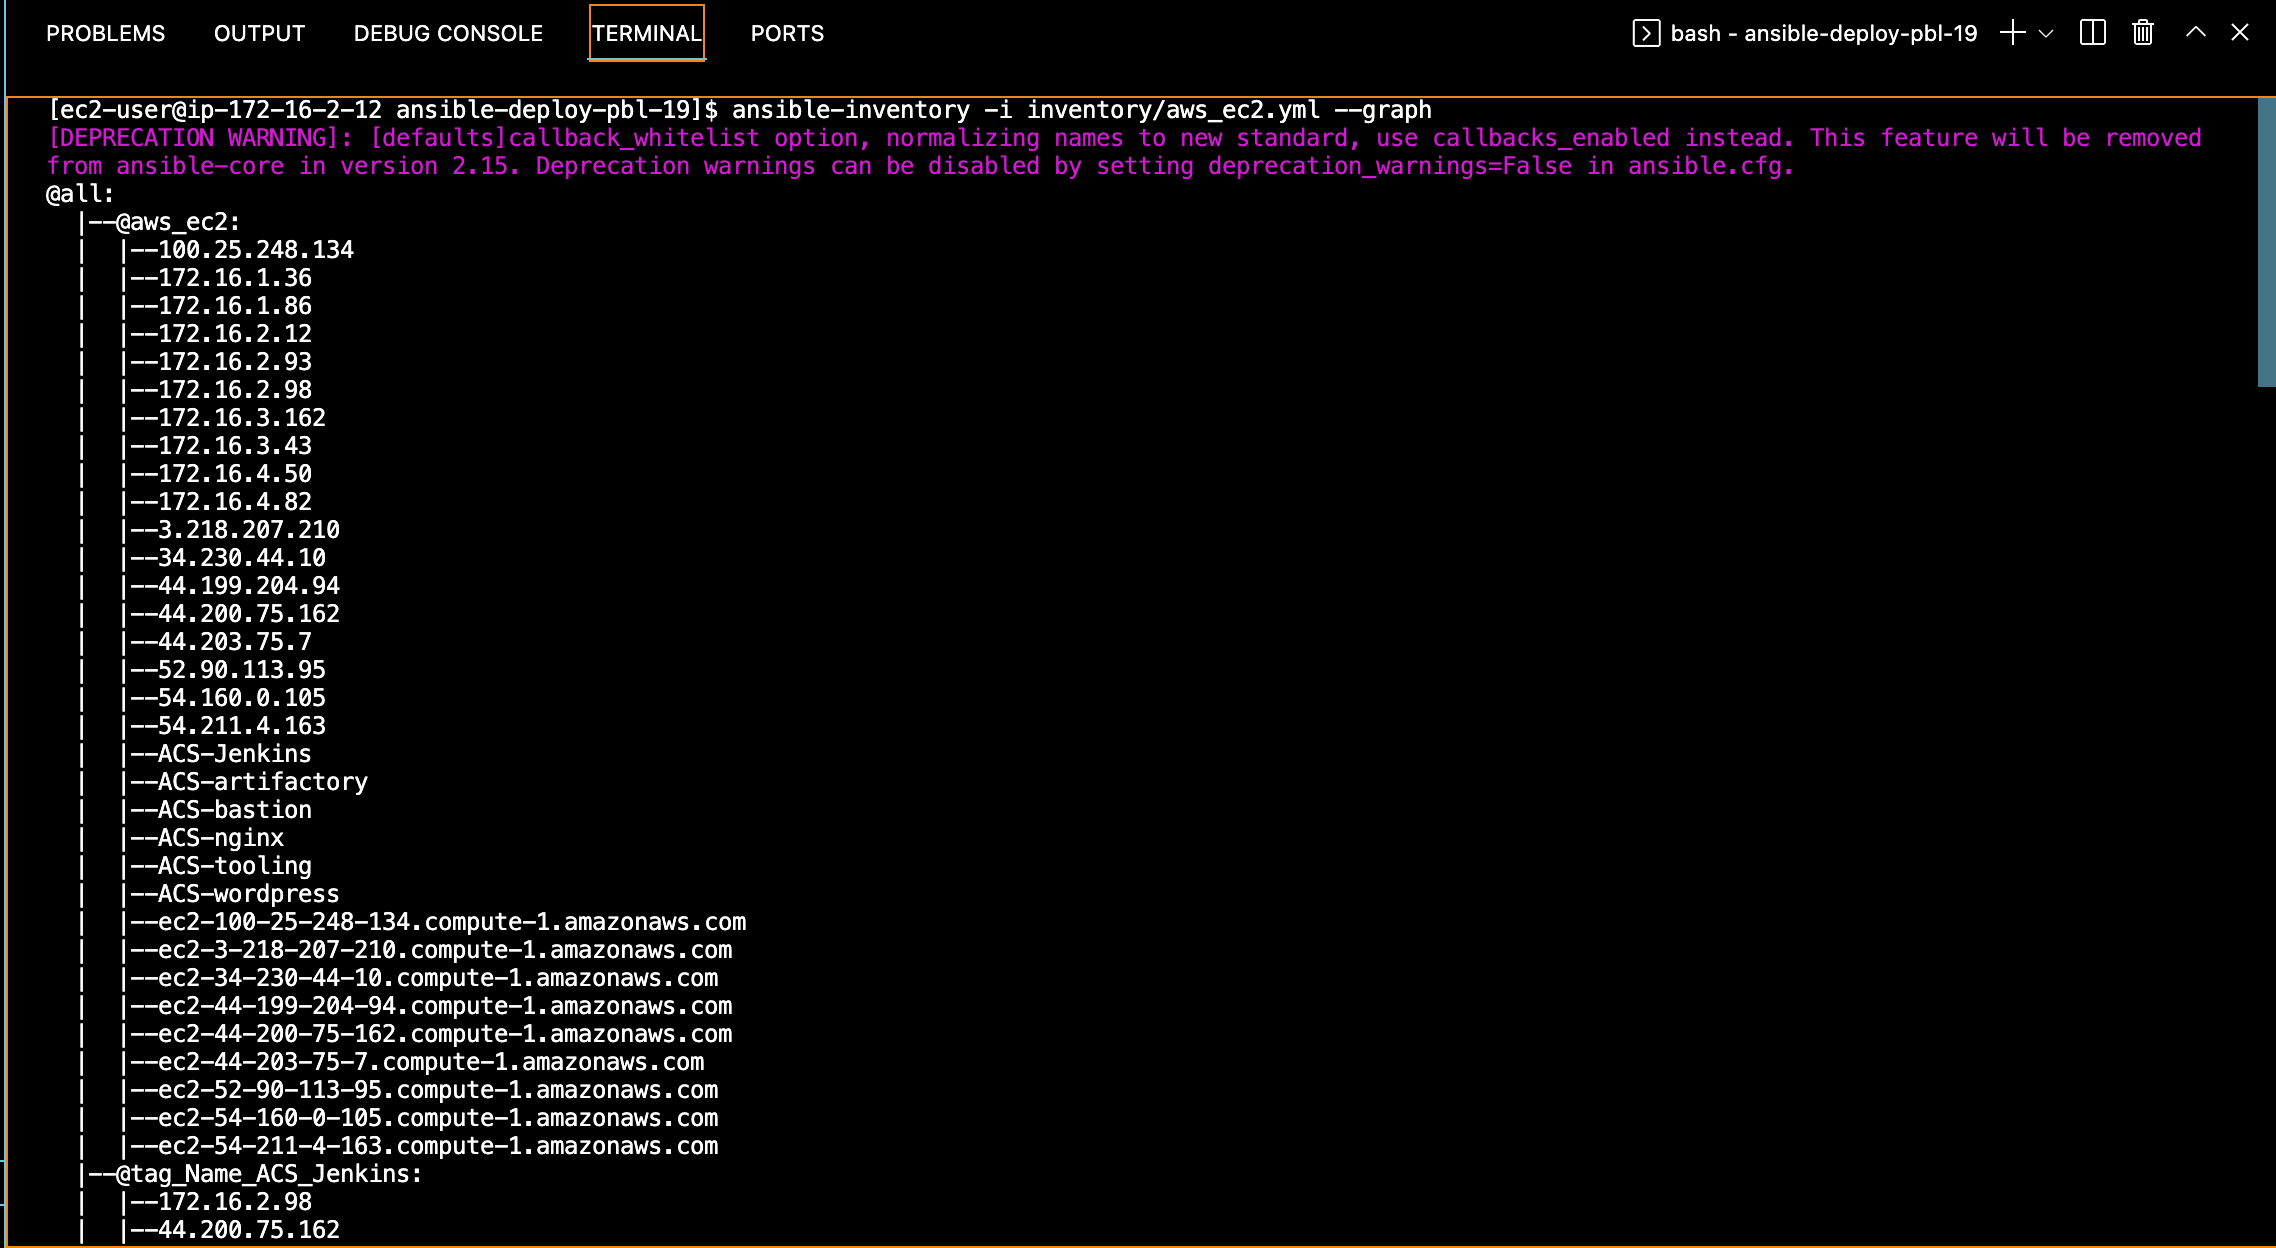 PROBLEMS OUTPUT DEBUG CONSOLE TERMINAL PORTS bash - ansible-deploy-pbl-19
[ec2-user@ip-172-16-2-12 ansible-deploy-pbl-19]$ ansible-inventory -i inventory/aws_ec2.yml --graph
[DEPRECATION WARNING]: [defaults]callback_whitelist option, normalizing names to new standard, use callbacks_enabled instead. This feature will be removed
from ansible-core in version 2.15. Deprecation warnings can be disabled by setting deprecation_warnings=False in ansible.cfg.
@all:
  |--@aws_ec2:
  |  |--100.25.248.134
  |  |--172.16.1.36
  |  |--172.16.1.86
  |  |--172.16.2.12
  |  |--172.16.2.93
  |  |--172.16.2.98
  |  |--172.16.3.162
  |  |--172.16.3.43
  |  |--172.16.4.50
  |  |--172.16.4.82
  |  |--3.218.207.210
  |  |--34.230.44.10
  |  |--44.199.204.94
  |  |--44.200.75.162
  |  |--44.203.75.7
  |  |--52.90.113.95
  |  |--54.160.0.105
  |  |--54.211.4.163
  |  |--ACS-Jenkins
  |  |--ACS-artifactory
  |  |--ACS-bastion
  |  |--ACS-nginx
  |  |--ACS-tooling
  |  |--ACS-wordpress
  |  |--ec2-100-25-248-134.compute-1.amazonaws.com
  |  |--ec2-3-218-207-210.compute-1.amazonaws.com
  |  |--ec2-34-230-44-10.compute-1.amazonaws.com
  |  |--ec2-44-199-204-94.compute-1.amazonaws.com
  |  |--ec2-44-200-75-162.compute-1.amazonaws.com
  |  |--ec2-44-203-75-7.compute-1.amazonaws.com
  |  |--ec2-52-90-113-95.compute-1.amazonaws.com
  |  |--ec2-54-160-0-105.compute-1.amazonaws.com
  |  |--ec2-54-211-4-163.compute-1.amazonaws.com
  |--@tag_Name_ACS_Jenkins:
  |  |--172.16.2.98
  |  |--44.200.75.162